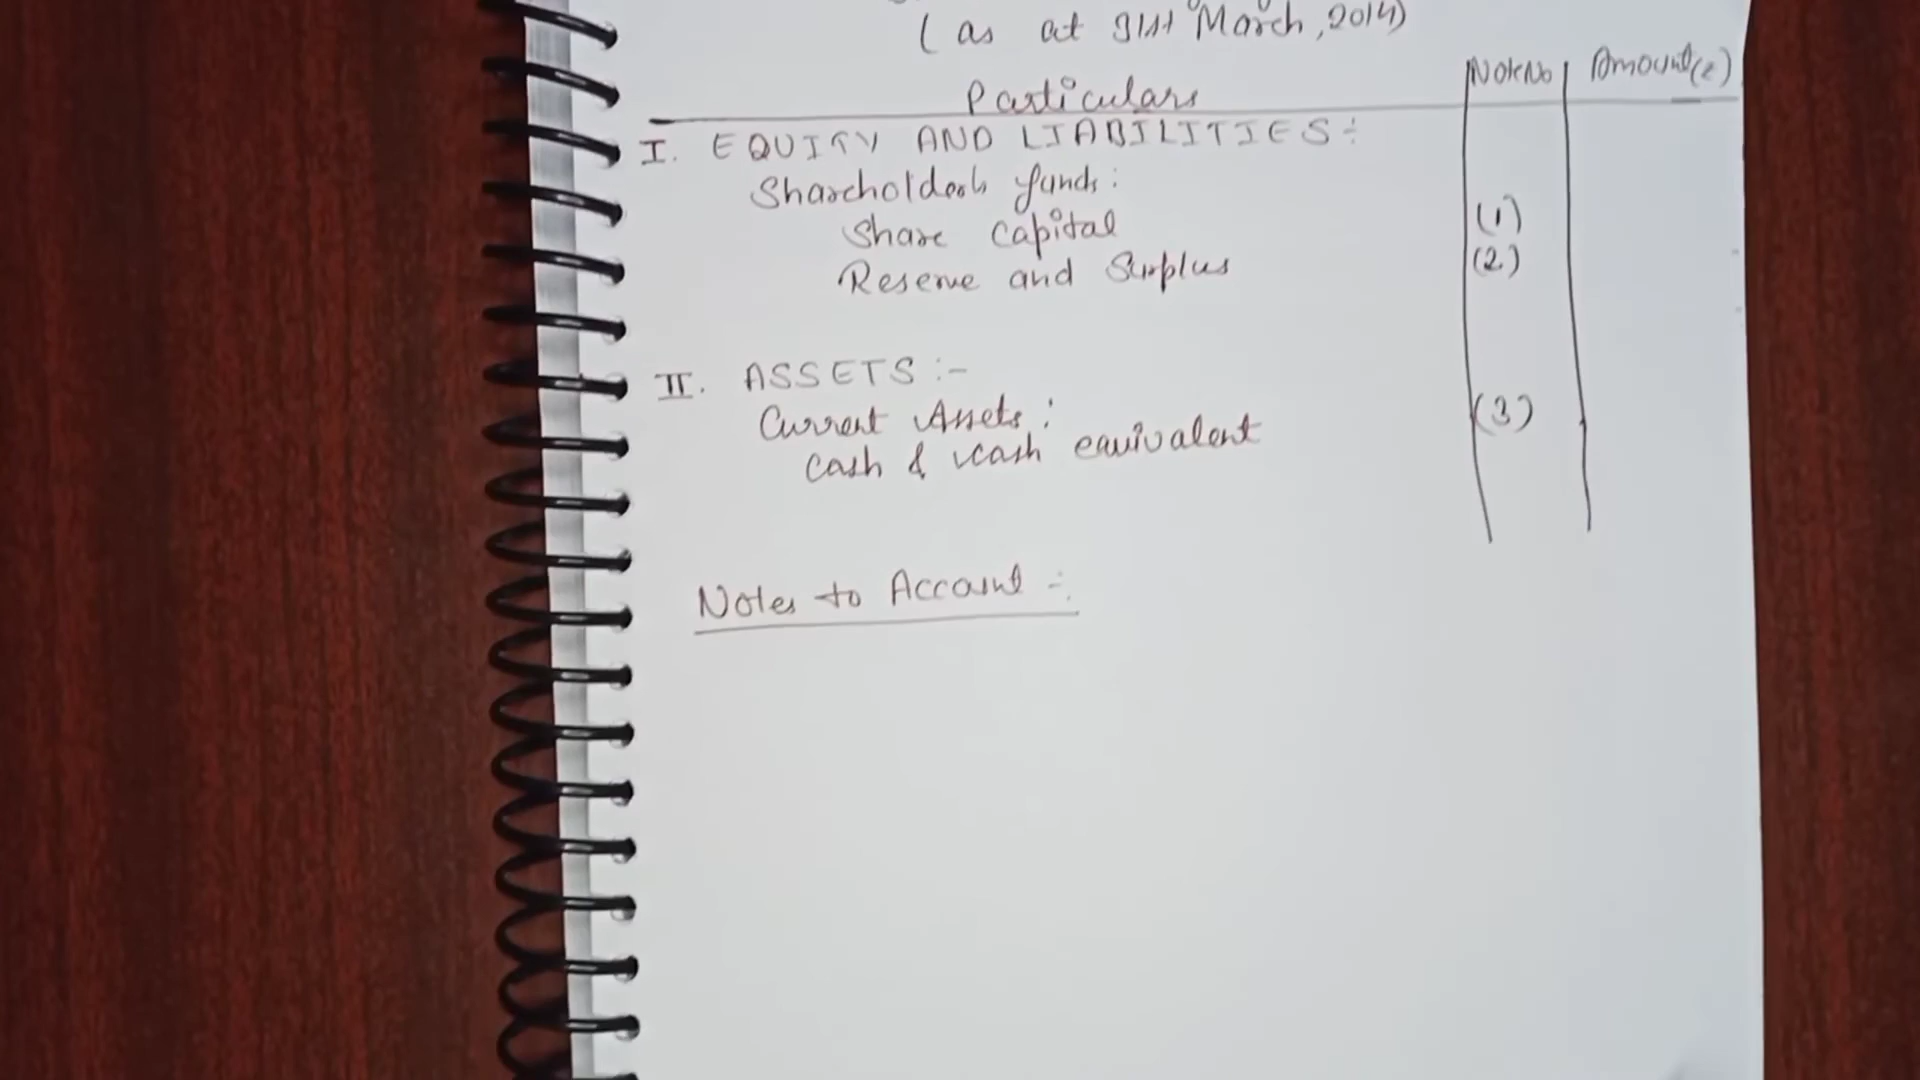 (as at 31st March, 2014)
Particulars Note No Amount(₹)
I. EQUITY AND LIABILITIES :-
Shareholders funds :
Share Capital (1)
Reserve and Surplus (2)
II. ASSETS :-
Current Assets : (3)
Cash & cash equivalent
Notes to Account :-